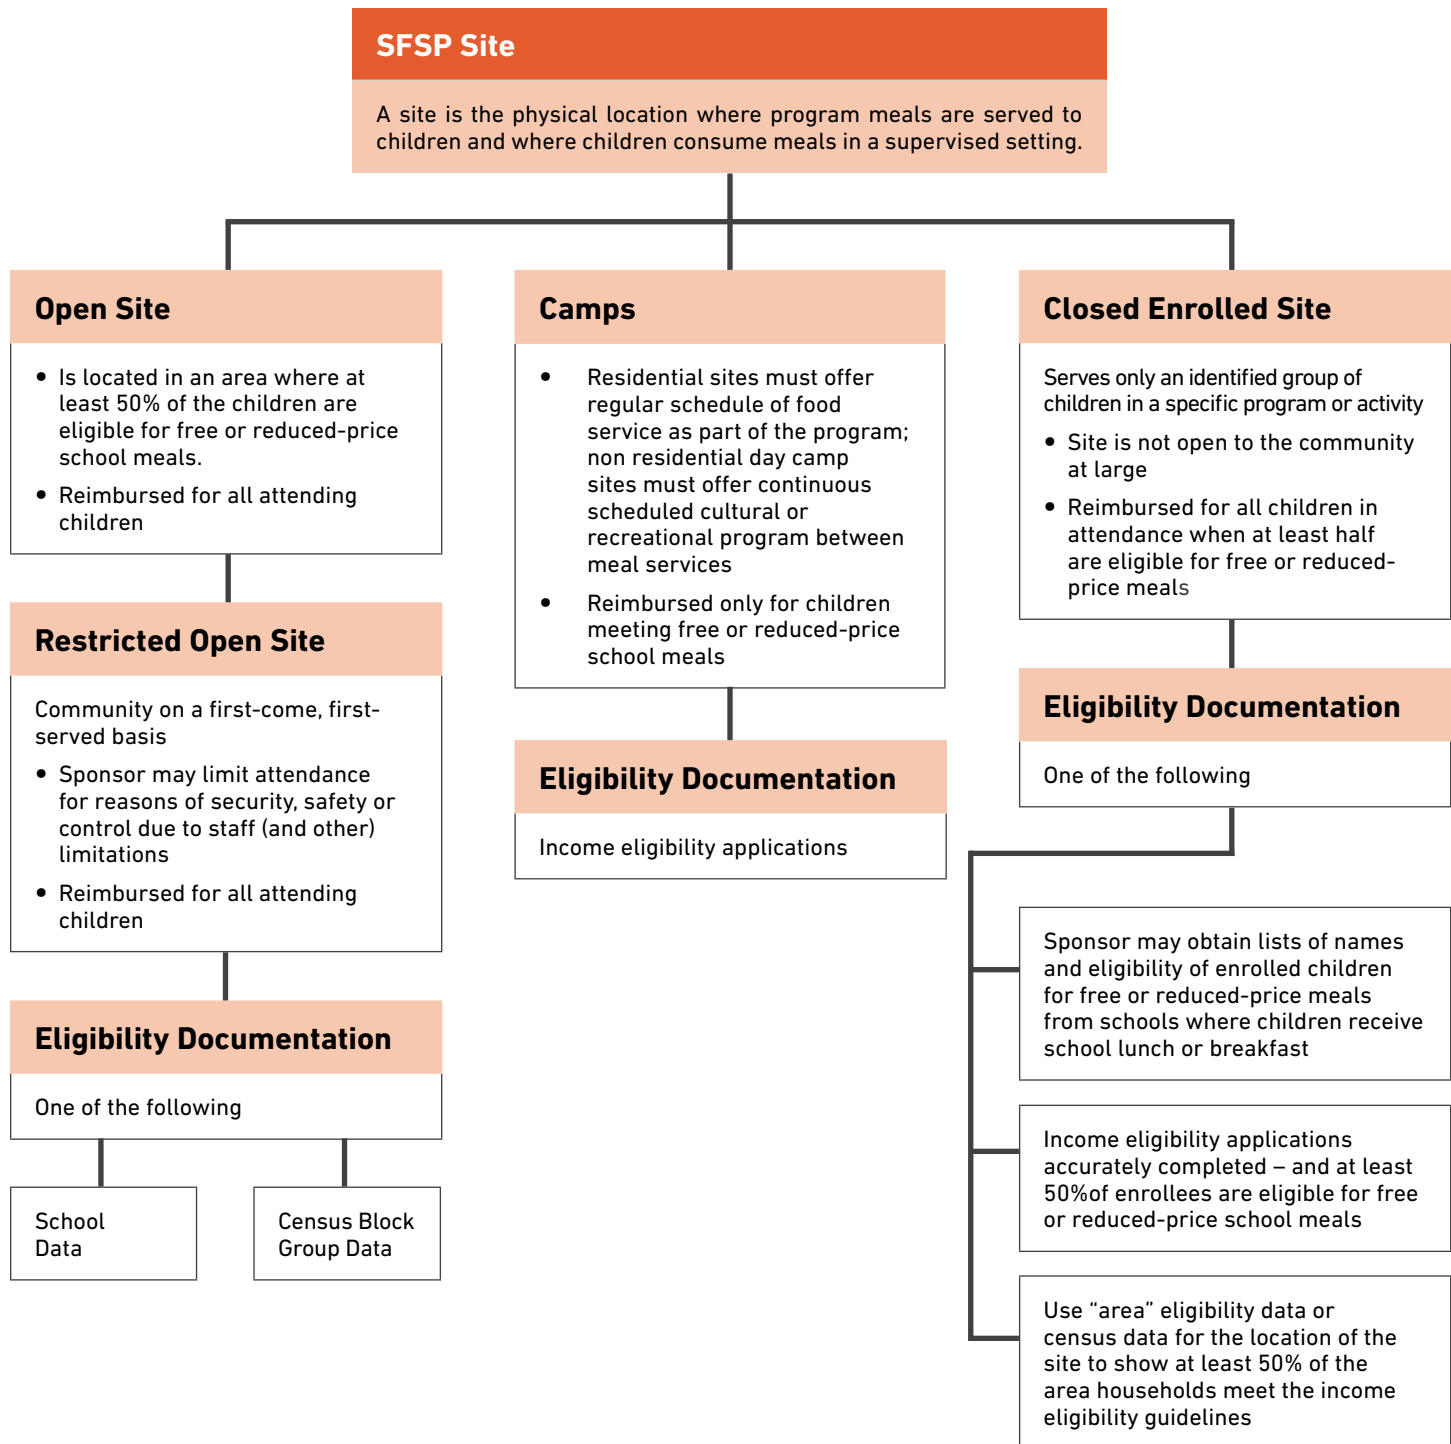 SFSP Site
A site is the physical location where program meals are served to
children and where children consume meals in a supervised setting.
Open Site
• Is located in an area where at
least 50% of the children are
eligible for free or reduced-price
school meals.
• Reimbursed for all attending
children
Restricted Open Site
Community on a first-come, first-
served basis
• Sponsor may limit attendance
for reasons of security, safety or
control due to staff (and other)
limitations
• Reimbursed for all attending
children
Eligibility Documentation
One of the following
School
Data
Census Block
Group Data
Camps
• Residential sites must offer
regular schedule of food
service as part of the program;
non residential day camp
sites must offer continuous
scheduled cultural or
recreational program between
meal services
• Reimbursed only for children
meeting free or reduced-price
school meals
Eligibility Documentation
Income eligibility applications
Closed Enrolled Site
Serves only an identified group of
children in a specific program or activity
• Site is not open to the community
at large
• Reimbursed for all children in
attendance when at least half
are eligible for free or reduced-
price meals
Eligibility Documentation
One of the following
Sponsor may obtain lists of names
and eligibility of enrolled children
for free or reduced-price meals
from schools where children receive
school lunch or breakfast
Income eligibility applications
accurately completed – and at least
50%of enrollees are eligible for free
or reduced-price school meals
Use “area” eligibility data or
census data for the location of the
site to show at least 50% of the
area households meet the income
eligibility guidelines